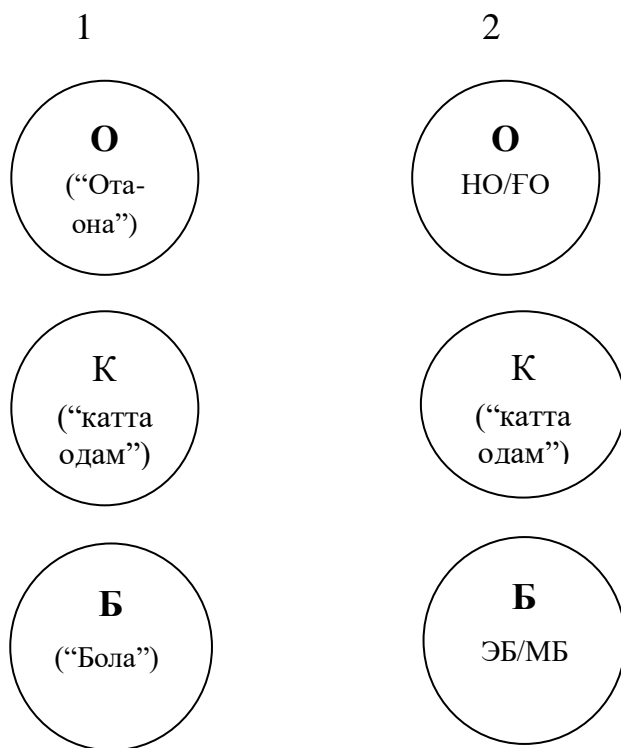 1
2
О
(“Ота-
она”)
О
НО/ҒО
К
(“катта
одам”)
К
(“катта
одам”)
Б
(“Бола”)
Б
ЭБ/МБ